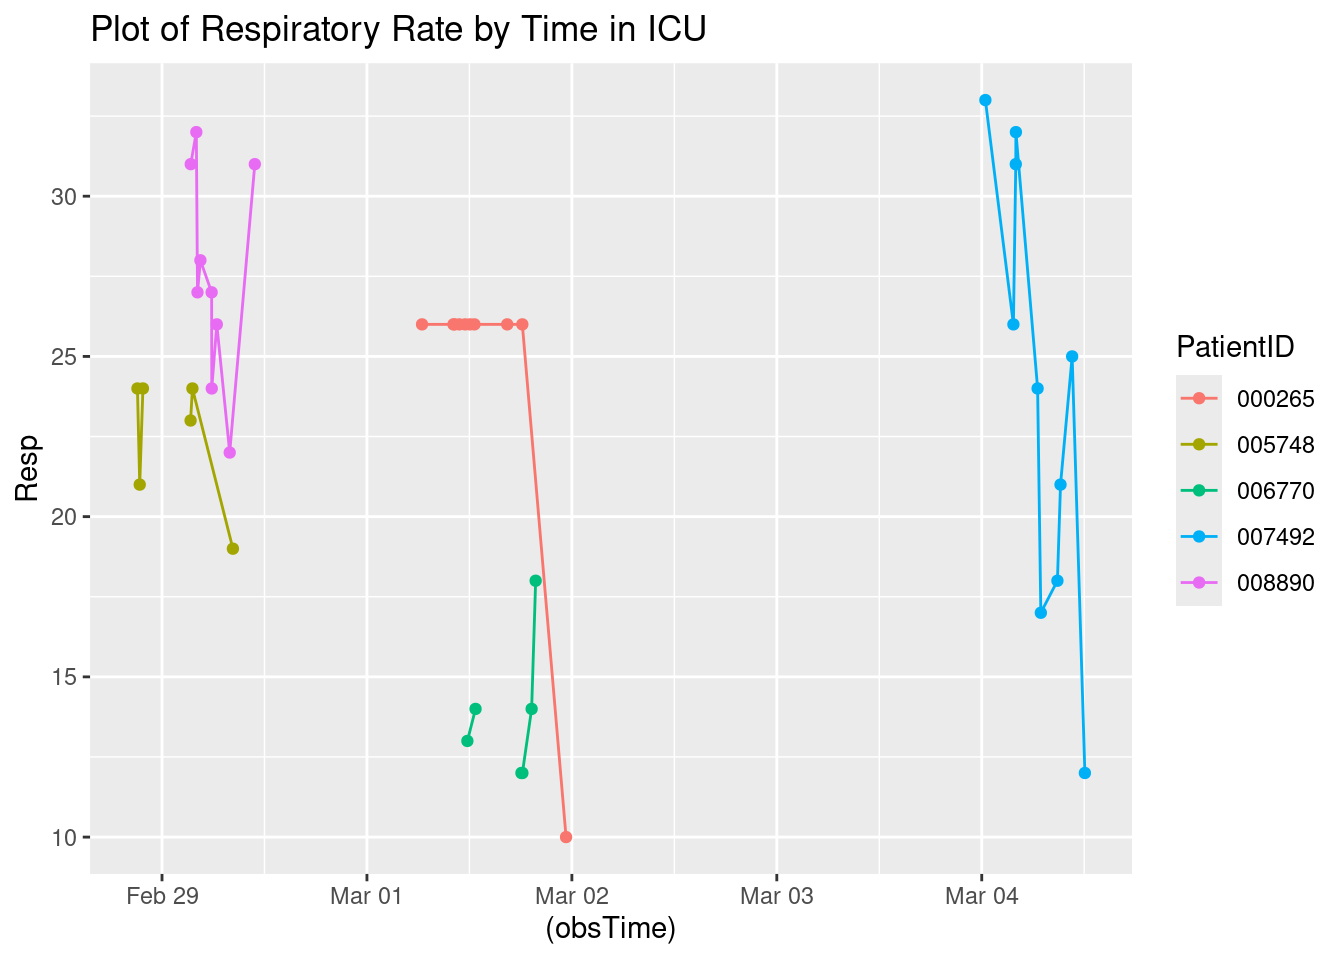 Plot of Respiratory Rate by Time in ICU
Resp
30
25
20
15
10
Feb 29
Mar 01
Mar 02
Mar 03
Mar 04
(obsTime)
PatientID
000265
005748
006770
007492
008890